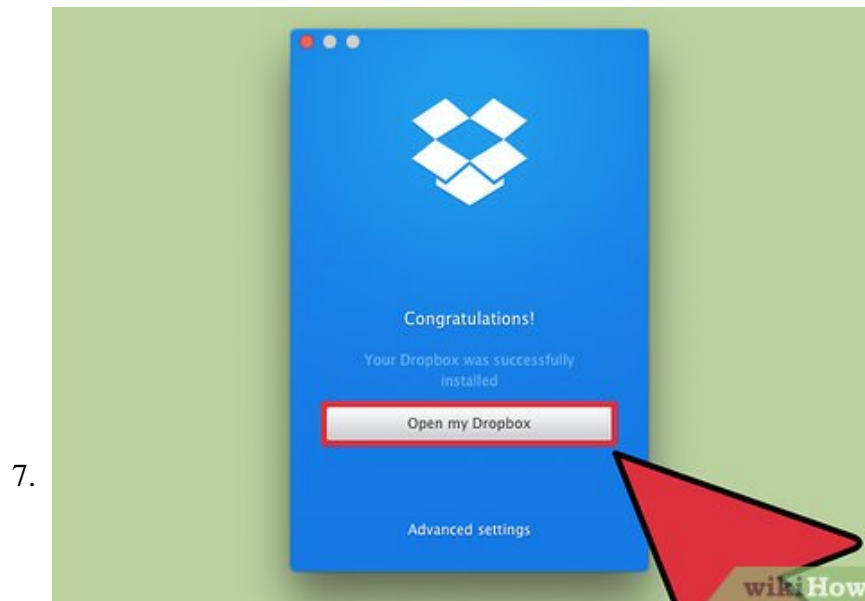 Congratulations!
Your Dropbox was successfully
installed
Open my Dropbox
7.
Advanced settings
wikiHow